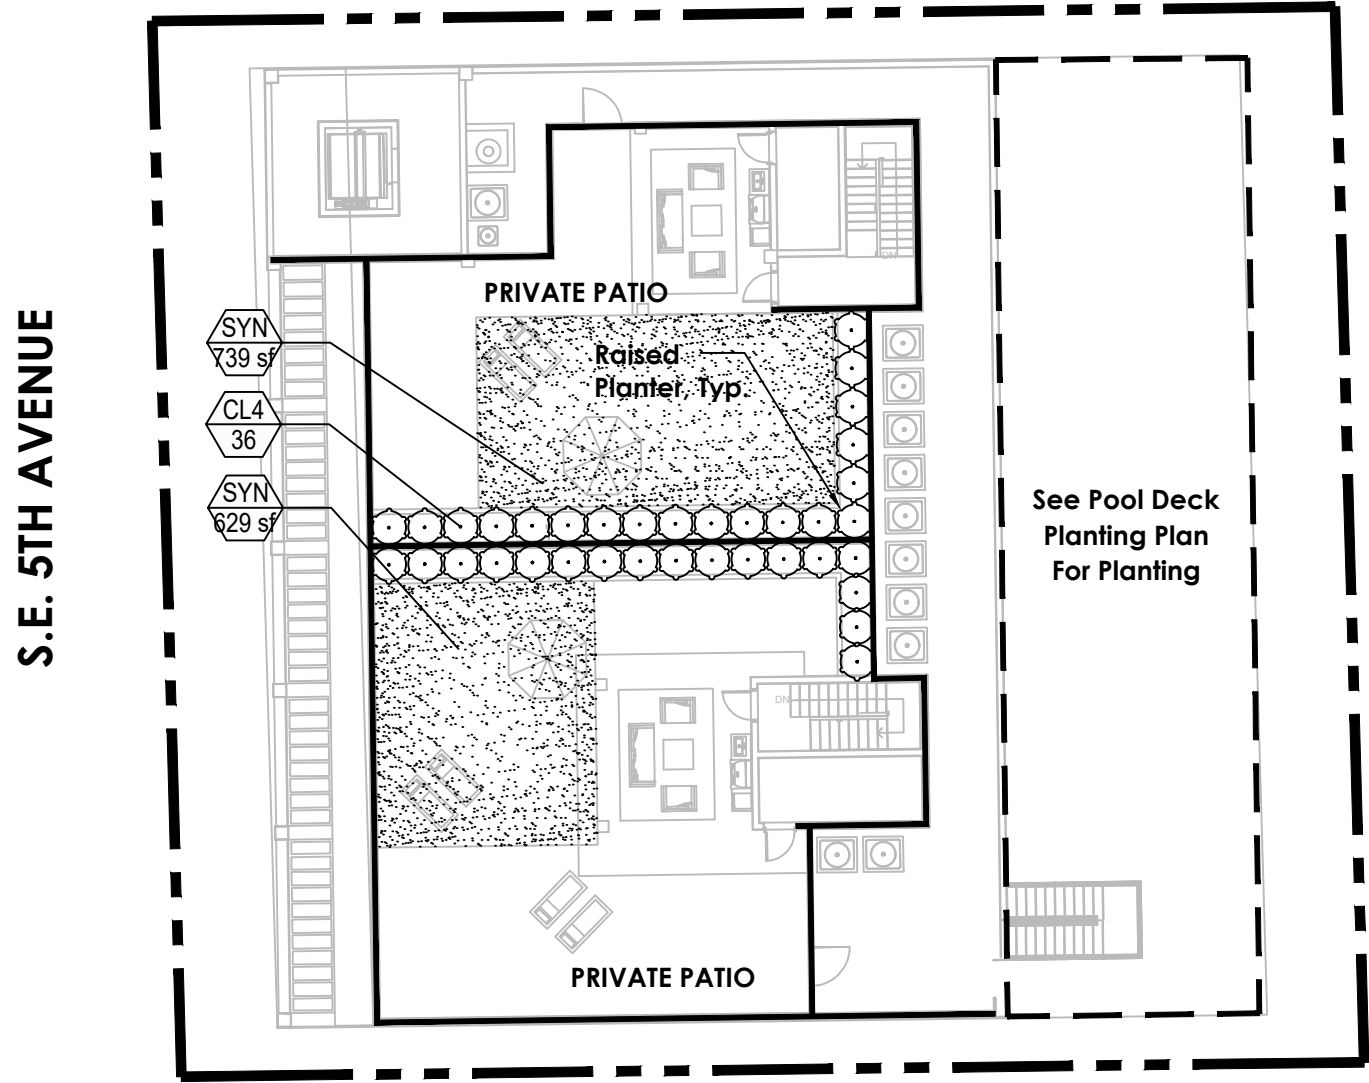 S.E. 5TH AVENUE
DN
PRIVATE PATIO
SYN
739 sf
Raised
Planter, Typ.
CL4
36
SYN
629 sf
See Pool Deck
Planting Plan
For Planting
DN
PRIVATE PATIO